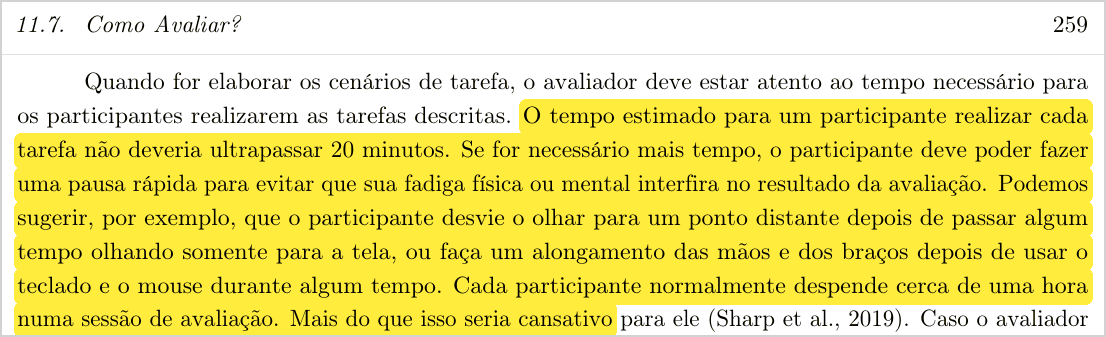 11.7. Como Avaliar? 259
Quando for elaborar os cenários de tarefa, o avaliador deve estar atento ao tempo necessário para
os participantes realizarem as tarefas descritas. O tempo estimado para um participante realizar cada
tarefa não deveria ultrapassar 20 minutos. Se for necessário mais tempo, o participante deve poder fazer
uma pausa rápida para evitar que sua fadiga física ou mental interfira no resultado da avaliação. Podemos
sugerir, por exemplo, que o participante desvie o olhar para um ponto distante depois de passar algum
tempo olhando somente para a tela, ou faça um alongamento das mãos e dos braços depois de usar o
teclado e o mouse durante algum tempo. Cada participante normalmente despende cerca de uma hora
numa sessão de avaliação. Mais do que isso seria cansativo para ele (Sharp et al., 2019). Caso o avaliador